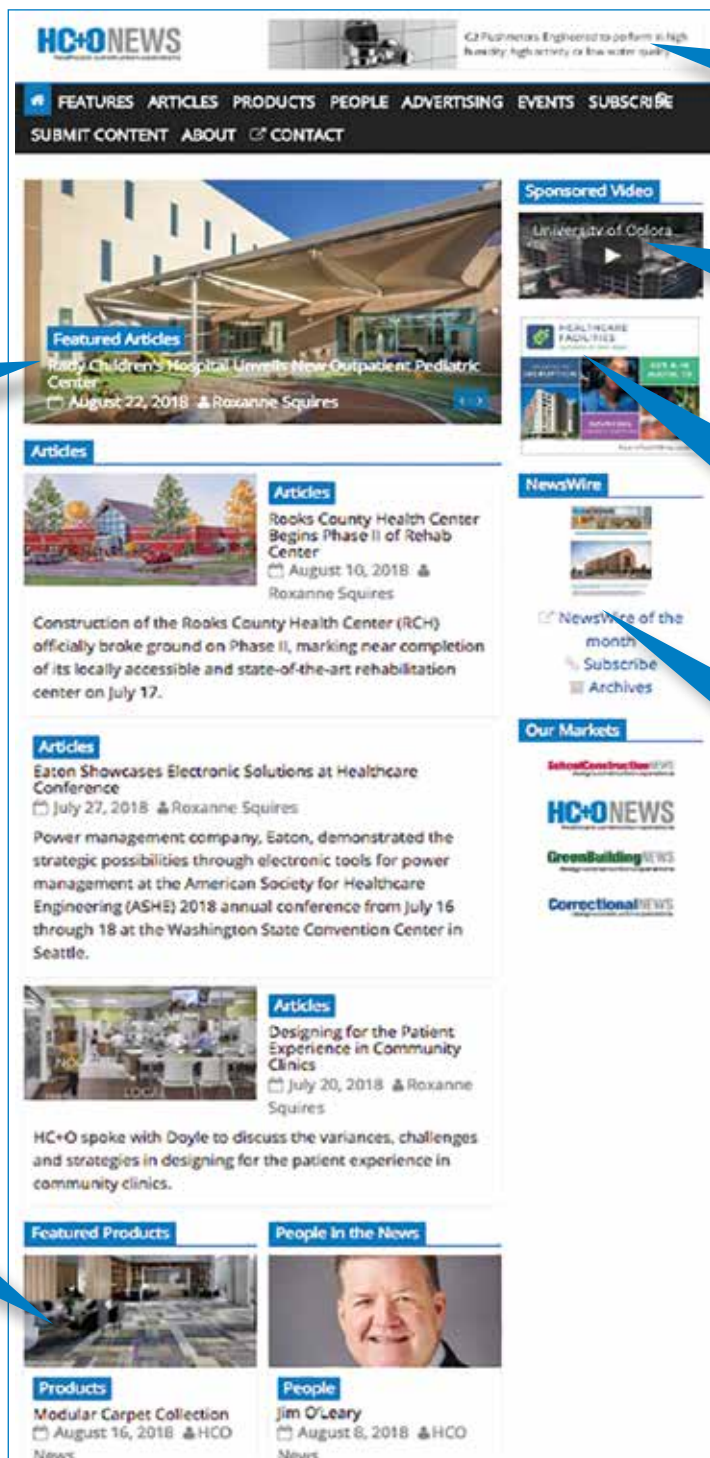 HC+O NEWS
C2 Pushmeters Engineered to perform in high
humidity, high activity or low water quality
FEATURES ARTICLES PRODUCTS PEOPLE ADVERTISING EVENTS SUBSCRIBE
SUBMIT CONTENT ABOUT CONTACT
Featured Articles
Rady Children's Hospital Unveils New Outpatient Pediatric
Center
August 22, 2018 Roxanne Squires
Articles
Articles
Rooks County Health Center
Begins Phase II of Rehab
Center
August 10, 2018
Roxanne Squires
Construction of the Rooks County Health Center (RCH)
officially broke ground on Phase II, marking near completion
of its locally accessible and state-of-the-art rehabilitation
center on July 17.
Articles
Eaton Showcases Electronic Solutions at Healthcare
Conference
July 27, 2018 Roxanne Squires
Power management company, Eaton, demonstrated the
strategic possibilities through electronic tools for power
management at the American Society for Healthcare
Engineering (ASHE) 2018 annual conference from July 16
through 18 at the Washington State Convention Center in
Seattle.
Articles
Designing for the Patient
Experience in Community
Clinics
July 20, 2018 Roxanne
Squires
HC+O spoke with Doyle to discuss the variances, challenges
and strategies in designing for the patient experience in
community clinics.
Featured Products
Products
Modular Carpet Collection
August 16, 2018 HCO
News
People in the News
People
Jim O'Leary
August 8, 2018 HCO
News
Sponsored Video
University of Colora...
HEALTHCARE
FACILITIES
NewsWire
NewsWire of the
month
Subscribe
Archives
Our Markets
SchoolConstructionNEWS
HC+O NEWS
GreenBuildingNEWS
CorrectionalNEWS